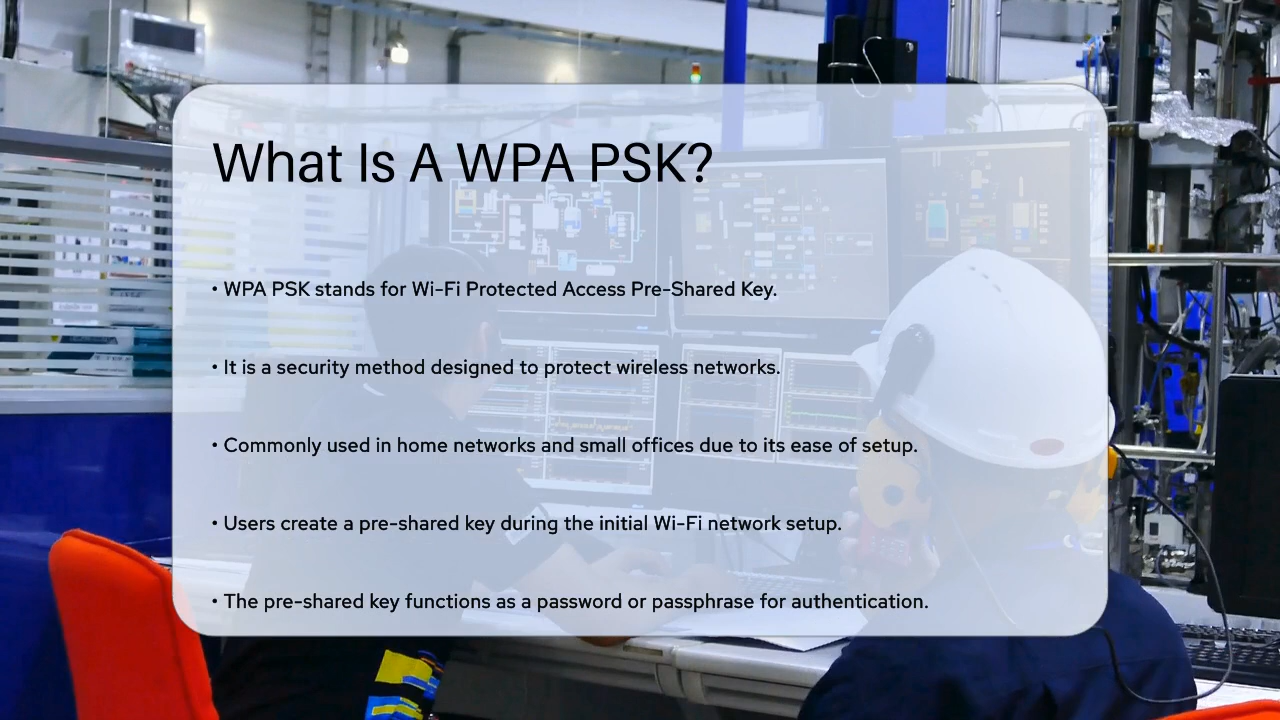 What Is A WPA PSK?
• WPA PSK stands for Wi-Fi Protected Access Pre-Shared Key.
• It is a security method designed to protect wireless networks.
• Commonly used in home networks and small offices due to its ease of setup.
• Users create a pre-shared key during the initial Wi-Fi network setup.
• The pre-shared key functions as a password or passphrase for authentication.